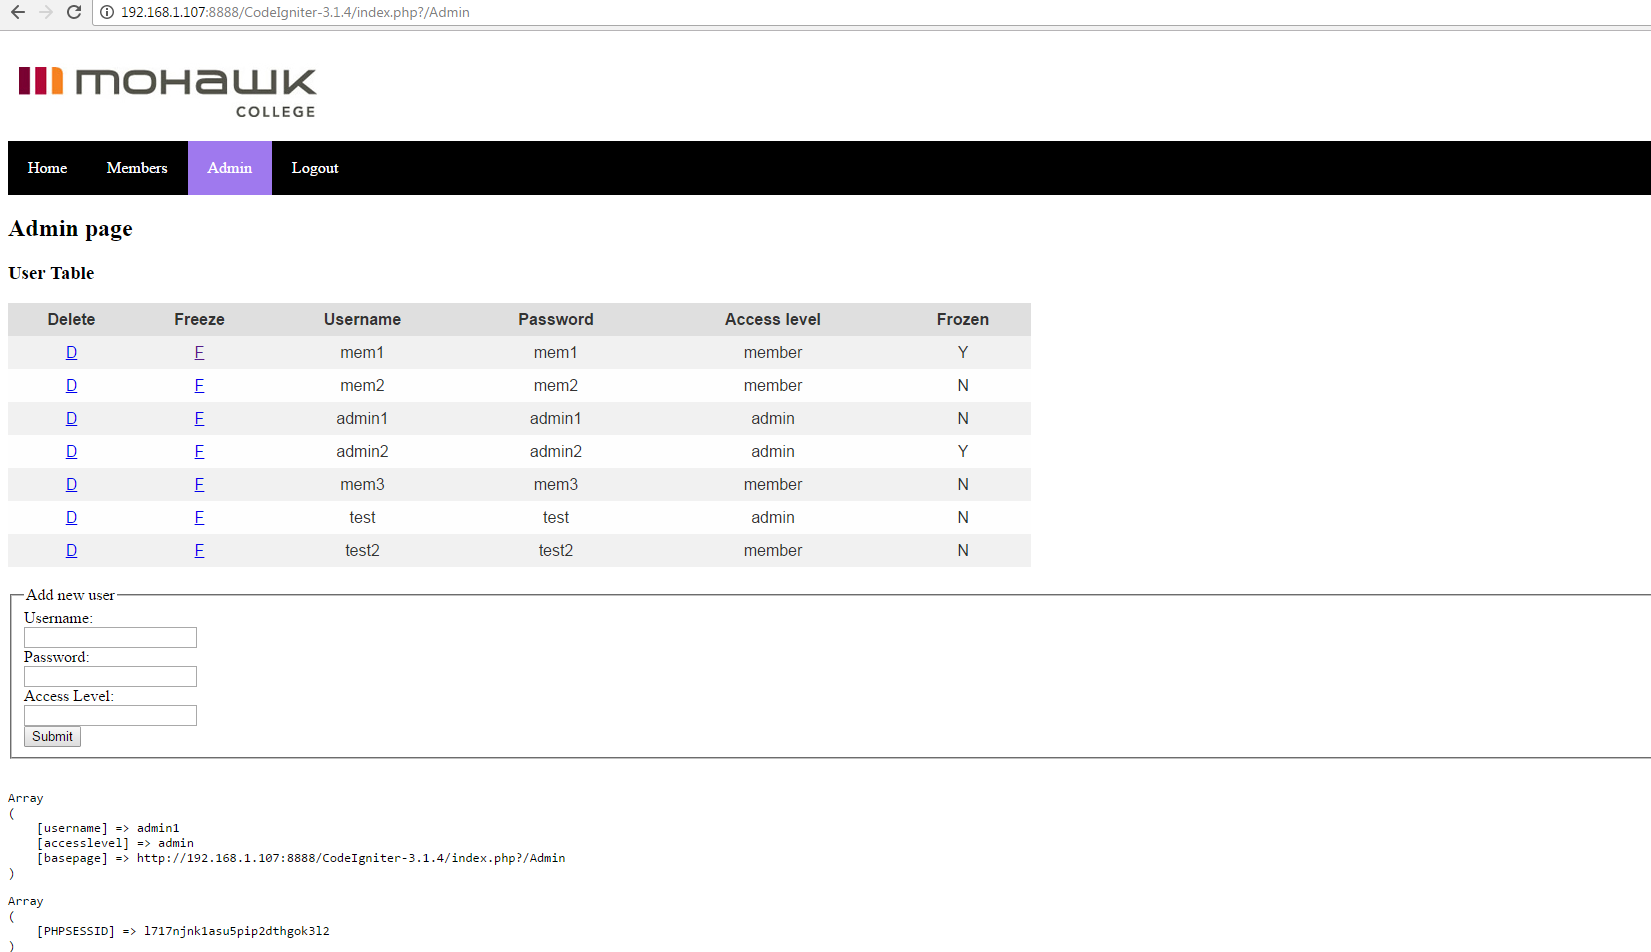 192.168.1.107:8888/CodeIgniter-3.1.4/index.php?/Admin
mohawk
COLLEGE
Home Members Admin Logout
Admin page
User Table
Delete Freeze Username Password Access level Frozen
D F mem1 mem1 member Y
D F mem2 mem2 member N
D F admin1 admin1 admin N
D F admin2 admin2 admin Y
D F mem3 mem3 member N
D F test test admin N
D F test2 test2 member N
Add new user
Username:
Password:
Access Level:
Submit
Array
(
[username] => admin1
[accesslevel] => admin
[basepage] => http://192.168.1.107:8888/CodeIgniter-3.1.4/index.php?/Admin
)
Array
(
[PHPSESSID] => l717njnk1asu5pip2dthgok3l2
)